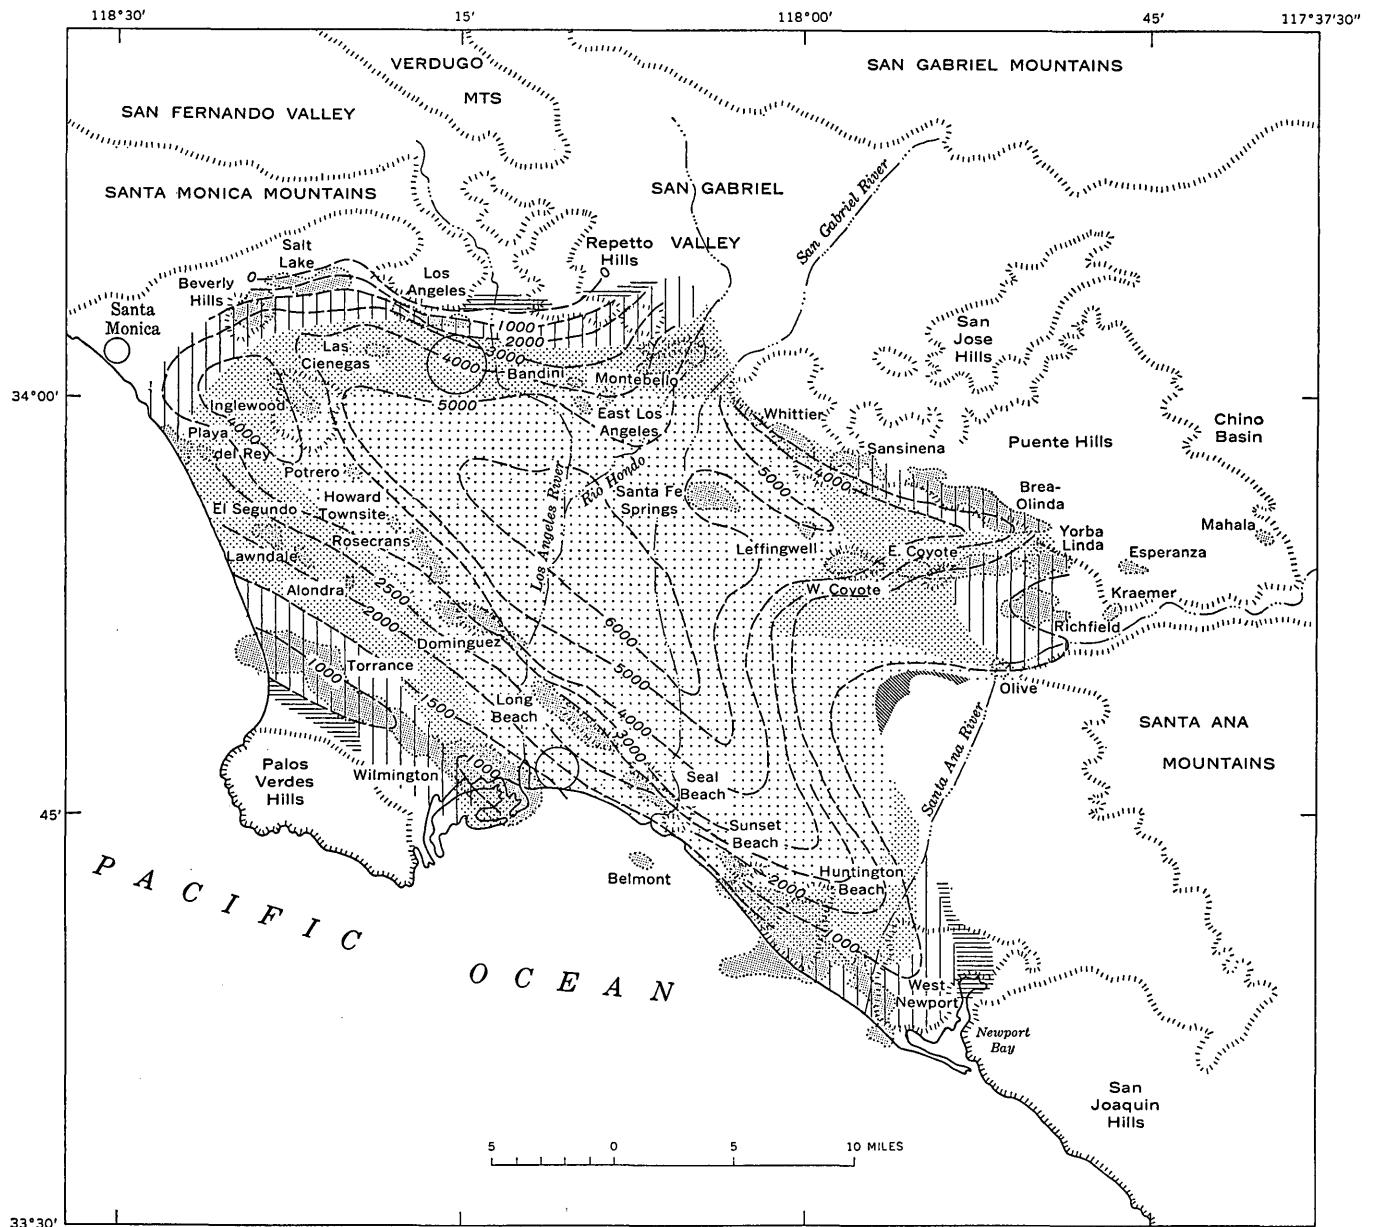 118°30' 15' 118°00' 45' 117°37'30"
VERDUGO
MTS
SAN GABRIEL MOUNTAINS
SAN FERNANDO VALLEY
SANTA MONICA MOUNTAINS
SAN GABRIEL
VALLEY
San Gabriel River
Repetto
Hills
Salt
Lake
0
0
Beverly
Hills
Los
Angeles
Santa
Monica
1000
2000
3000
4000
5000
Las
Cienegas
Bandini
Montebello
San
Jose
Hills
34°00'
Inglewood
4000
Playa
del Rey
East Los
Angeles
Whittier
Sansinena
Puente Hills
Chino
Basin
Potrero
Rio Hondo
Los Angeles River
Santa Fe
Springs
5000
4000
Brea-
Olinda
Howard
Townsite
El Segundo
Rosecrans
Leffingwell
E. Coyote
Yorba
Linda
Mahala
Esperanza
Lawndale
Alondra
2500
2000
W. Coyote
Kraemer
Richfield
Dominguez
6000
5000
Torrance
1000
1500
Long
Beach
4000
3000
Olive
SANTA ANA
MOUNTAINS
Santa Ana River
Palos
Verdes
Hills
Wilmington
1000
Seal
Beach
45'
Sunset
Beach
Belmont
2000
Huntington
Beach
1000
PACIFIC OCEAN
West
Newport
Newport
Bay
San
Joaquin
Hills
5 0 5 10 MILES
33°30'